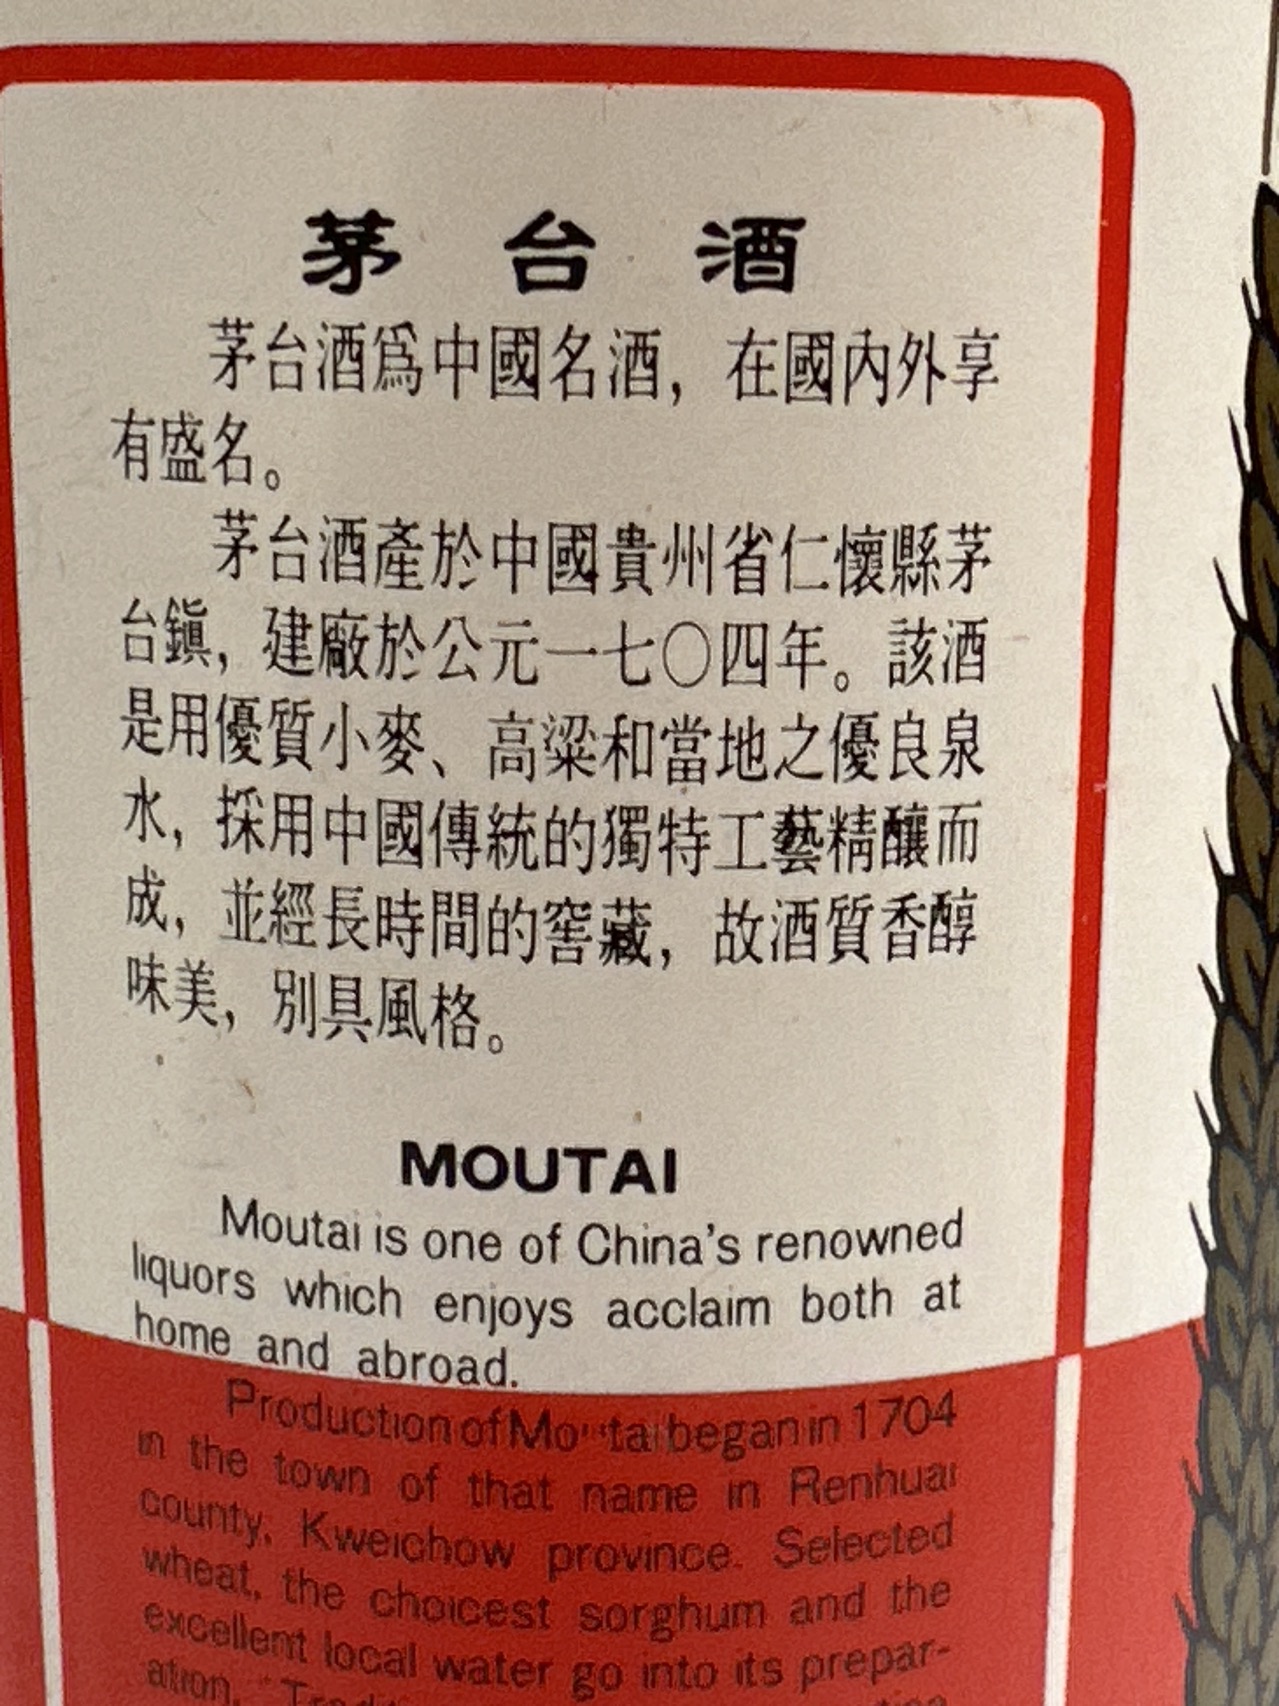 茅台酒
茅台酒爲中國名酒，在國內外享
有盛名。
茅台酒產於中國貴州省仁懷縣茅
台鎭，建廠於公元一七〇四年。該酒
是用優質小麥、高粱和當地之優良泉
水，採用中國傳統的獨特工藝精釀而
成，並經長時間的窖藏，故酒質香醇
味美，別具風格。
MOUTAI
Moutai is one of China's renowned
liquors which enjoys acclaim both at
home and abroad.
Production of Moutai began in 1704
in the town of that name in Renhuai
county, Kweichow province. Selected
wheat, the choicest sorghum and the
excellent local water go into its prepar-
ation.